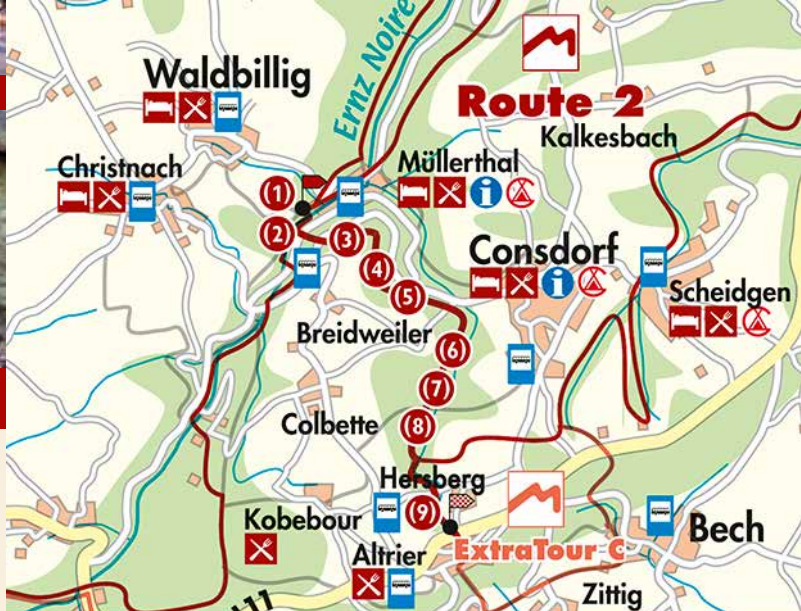 Ernz Noire
Waldbillig
Route 2
Kalkesbach
Christnach
Müllerthal
(1)
i
(2)
(3)
Consdorf
(4)
i
(5)
Scheidgen
Breidweiler
(6)
(7)
Colbette
(8)
Hersberg
(9)
Kobebour
ExtraTour C
Bech
Altrier
Zittig